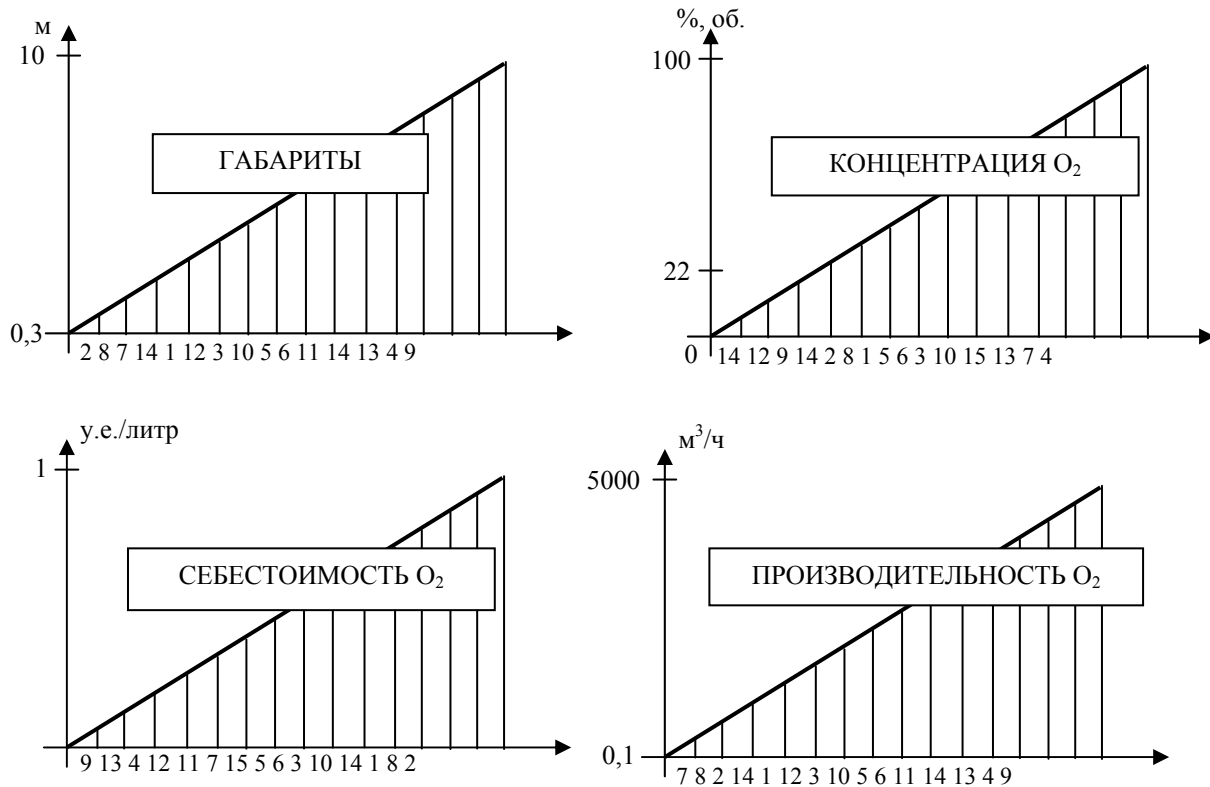 м
10
ГАБАРИТЫ
0,3
2 8 7 14 1 12 3 10 5 6 11 14 13 4 9
%, об.
100
КОНЦЕНТРАЦИЯ O₂
22
0 14 12 9 14 2 8 1 5 6 3 10 15 13 7 4
у.е./литр
1
СЕБЕСТОИМОСТЬ O₂
9 13 4 12 11 7 15 5 6 3 10 14 1 8 2
м³/ч
5000
ПРОИЗВОДИТЕЛЬНОСТЬ O₂
0,1
7 8 2 14 1 12 3 10 5 6 11 14 13 4 9